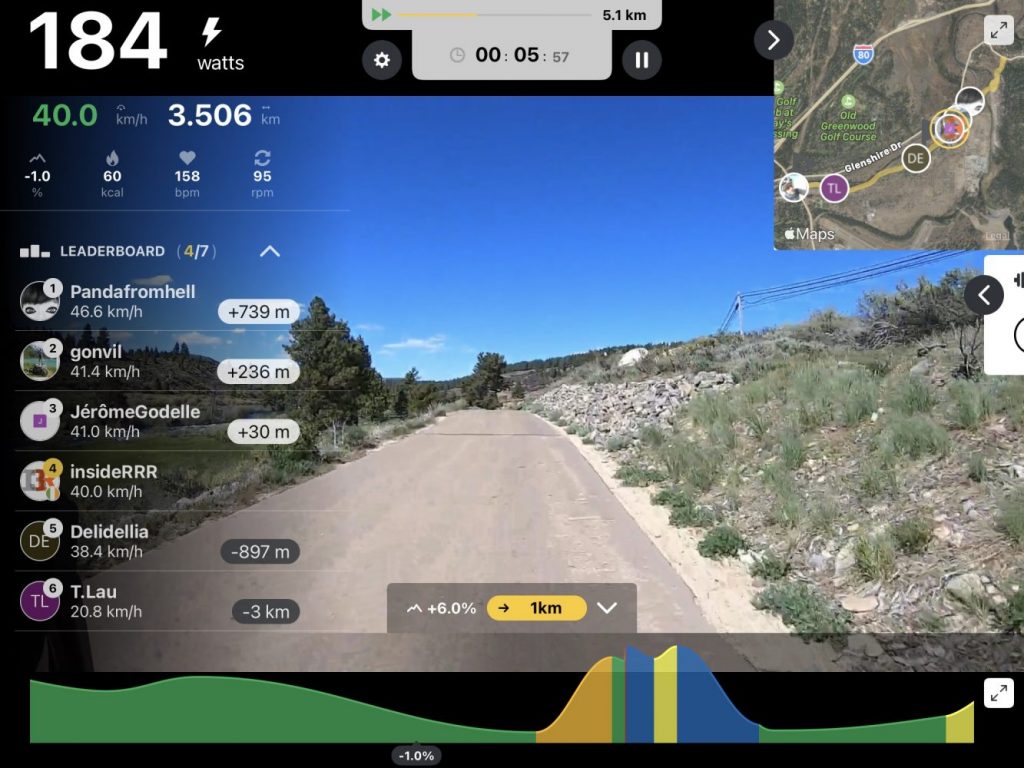 184
watts
5.1 km
00 : 05 : 57
40.0 km/h 3.506 km
-1.0 60 158 95
% kcal bpm rpm
LEADERBOARD (4/7)
1 Pandafromhell
46.6 km/h +739 m
2 gonvil
41.4 km/h +236 m
3 JérômeGodelle
J 41.0 km/h +30 m
4 insideRRR
40.0 km/h
5 Delidellia
DE 38.4 km/h -897 m
6 T.Lau
TL 20.8 km/h -3 km
80
Golf
Old
Greenwood
Golf Course
Glenshire Dr
DE
TL
Maps
Legal
+6.0% → 1km
-1.0%